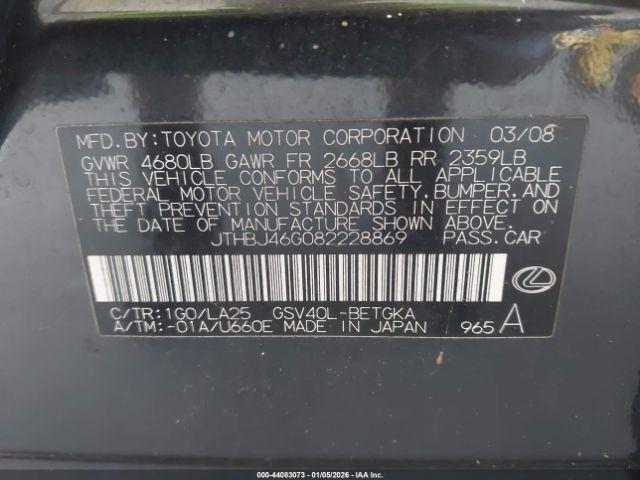 MFD.BY:TOYOTA MOTOR CORPORATION 03/08
GVWR 4680LB GAWR FR 2668LB RR 2359LB
THIS VEHICLE CONFORMS TO ALL APPLICABLE
FEDERAL MOTOR VEHICLE SAFETY,BUMPER,AND
THEFT PREVENTION STANDARDS IN EFFECT ON
THE DATE OF MANUFACTURE SHOWN ABOVE.
JTHBJ46G082228869 PASS.CAR
C/TR:1G0/LA25 GSV40L-BETGKA
A/TM:-01A/U660E MADE IN JAPAN 965 A
000-44083073 - 01/05/2026 - IAAI.COM